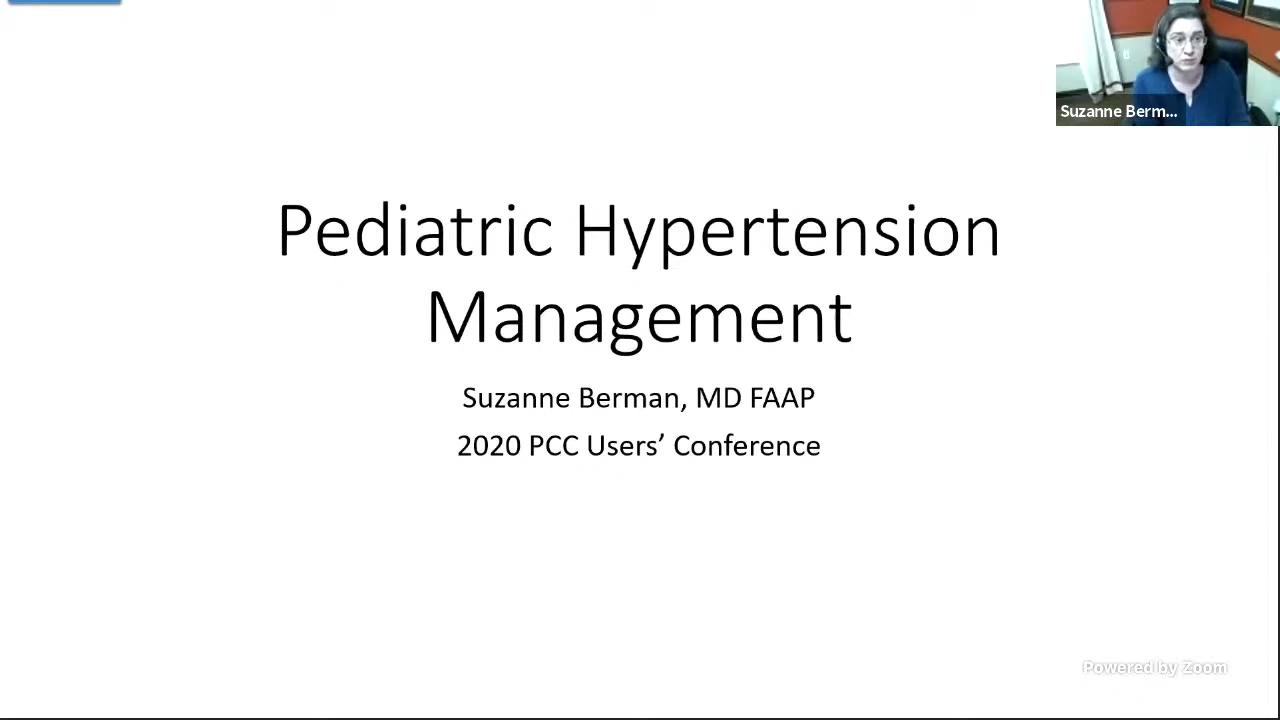 Suzanne Berm...
Pediatric Hypertension
Management
Suzanne Berman, MD FAAP
2020 PCC Users’ Conference
Powered by Zoom